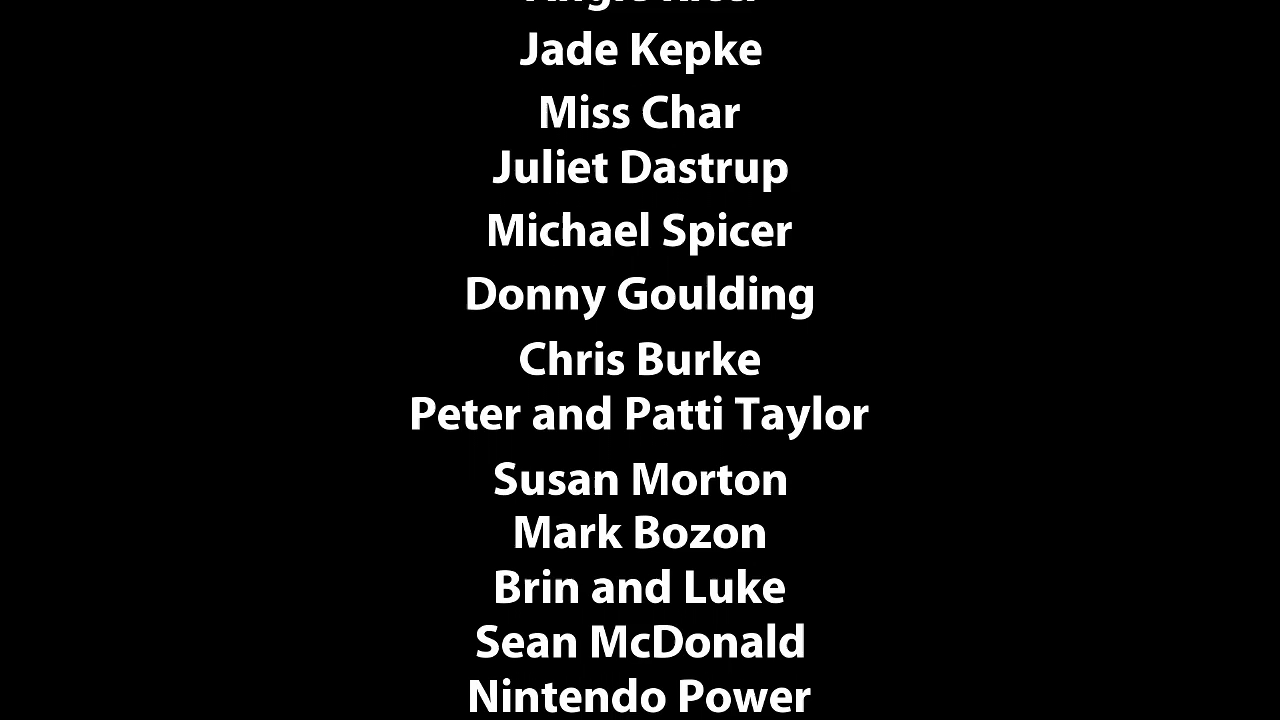 Jade Kepke
Miss Char
Juliet Dastrup
Michael Spicer
Donny Goulding
Chris Burke
Peter and Patti Taylor
Susan Morton
Mark Bozon
Brin and Luke
Sean McDonald
Nintendo Power